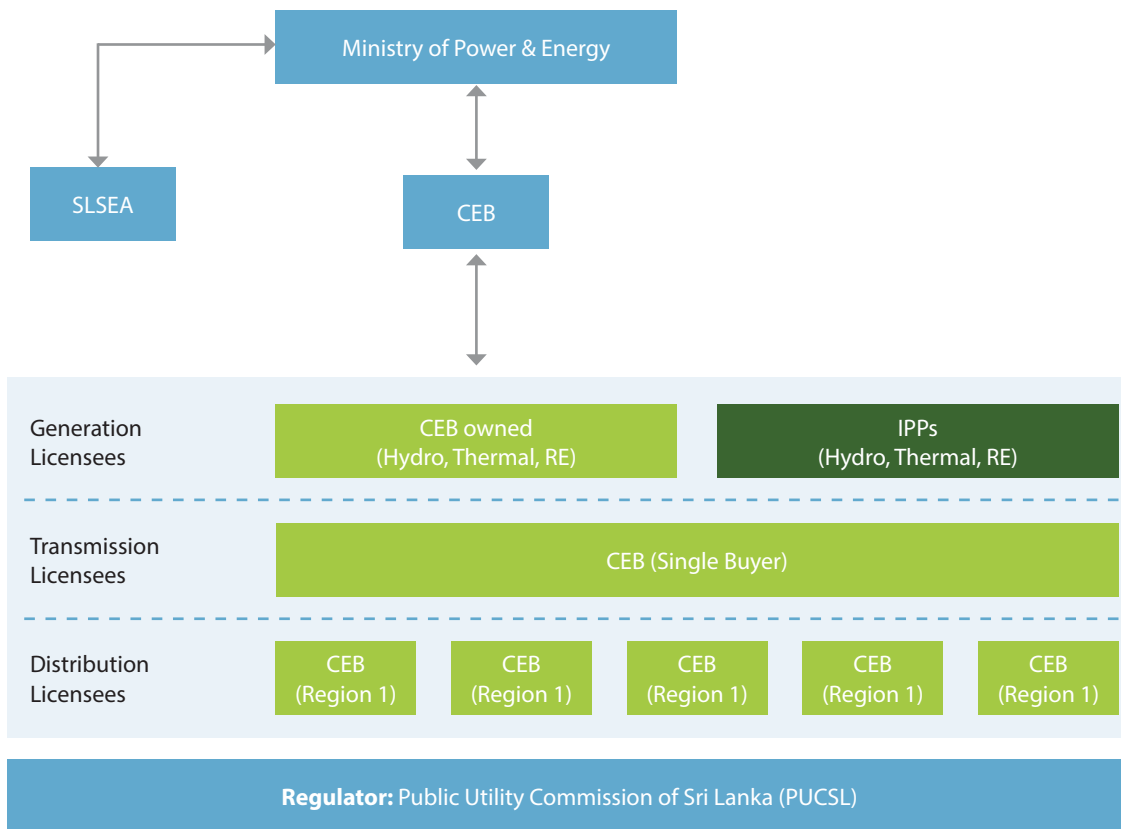 Ministry of Power & Energy
SLSEA
CEB
Generation
Licensees
CEB owned
(Hydro, Thermal, RE)
IPPs
(Hydro, Thermal, RE)
Transmission
Licensees
CEB (Single Buyer)
Distribution
Licensees
CEB
(Region 1)
CEB
(Region 1)
CEB
(Region 1)
CEB
(Region 1)
CEB
(Region 1)
Regulator: Public Utility Commission of Sri Lanka (PUCSL)